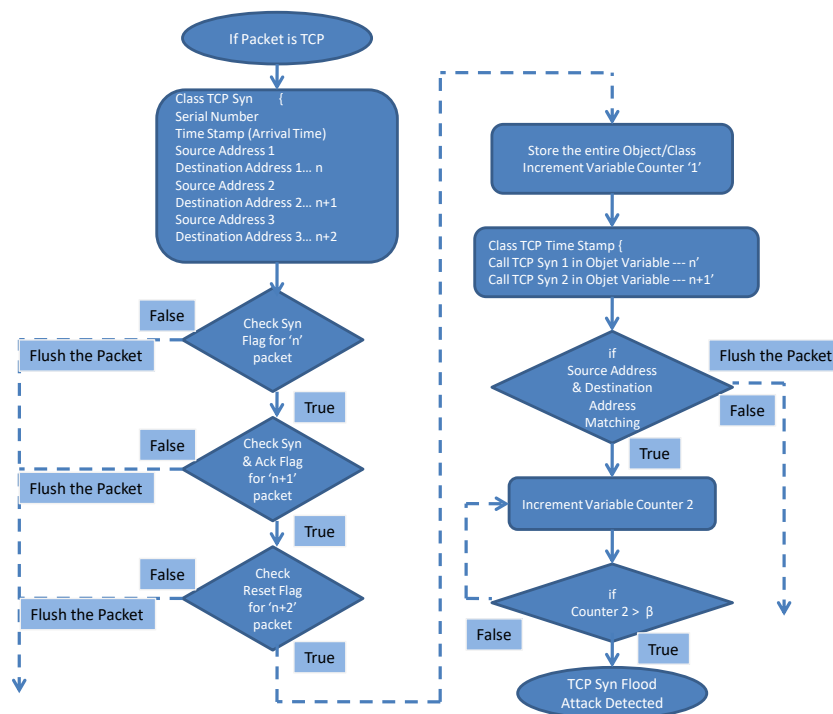 If Packet is TCP
Class TCP Syn {
Serial Number
Time Stamp (Arrival Time)
Source Address 1
Destination Address 1... n
Source Address 2
Destination Address 2... n+1
Source Address 3
Destination Address 3... n+2
False
Check Syn
Flag for ‘n’
packet
Flush the Packet
True
False
Check Syn
& Ack Flag
for ‘n+1’
packet
Flush the Packet
True
False
Check
Reset Flag
for ‘n+2’
packet
Flush the Packet
True
Store the entire Object/Class
Increment Variable Counter ‘1’
Class TCP Time Stamp {
Call TCP Syn 1 in Objet Variable --- n’
Call TCP Syn 2 in Objet Variable --- n+1’
if
Source Address
& Destination
Address
Matching
Flush the Packet
False
True
Increment Variable Counter 2
if
Counter 2 > β
False
True
TCP Syn Flood
Attack Detected